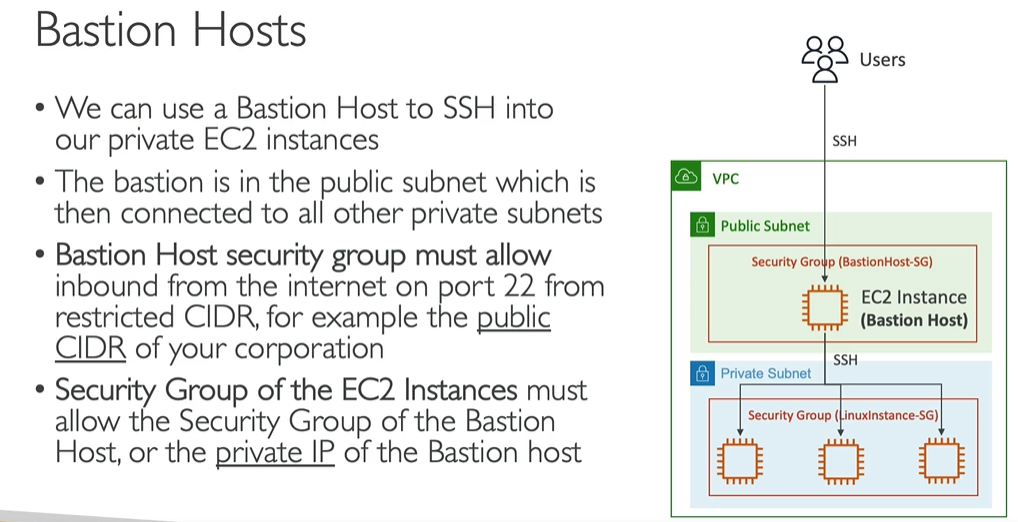 Bastion Hosts
• We can use a Bastion Host to SSH into
our private EC2 instances
• The bastion is in the public subnet which is
then connected to all other private subnets
• Bastion Host security group must allow
inbound from the internet on port 22 from
restricted CIDR, for example the public
CIDR of your corporation
• Security Group of the EC2 Instances must
allow the Security Group of the Bastion
Host, or the private IP of the Bastion host
Users
SSH
VPC
Public Subnet
Security Group (BastionHost-SG)
EC2 Instance
(Bastion Host)
SSH
Private Subnet
Security Group (LinuxInstance-SG)